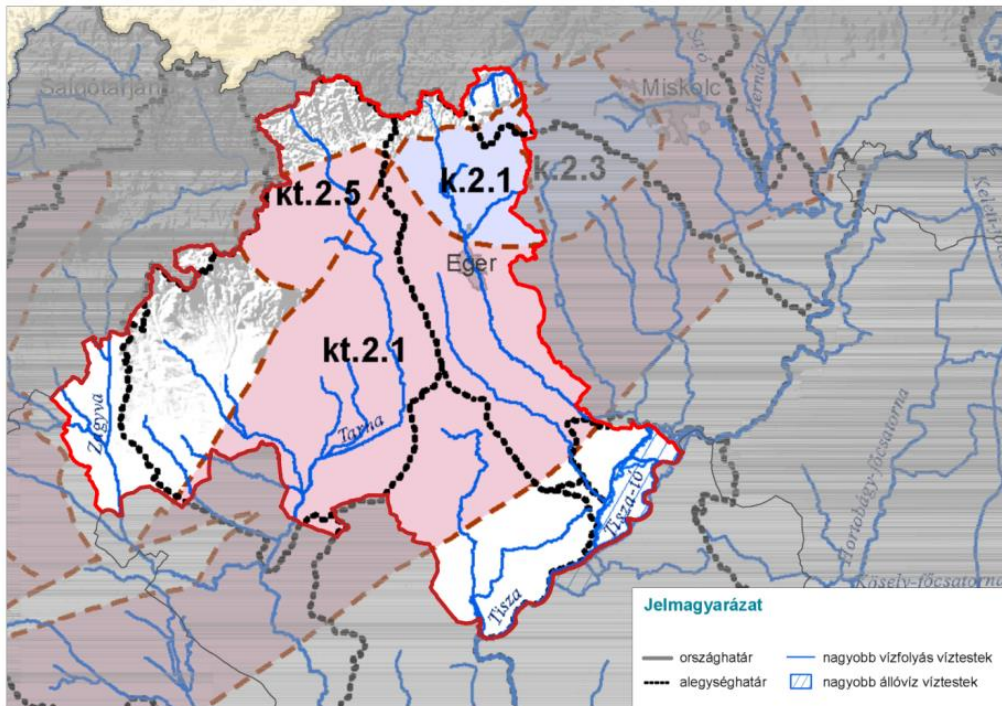 Salgótarján
Miskolc
Sajó
Hernád
kt.2.5
k.2.1
k.2.3
Eger
kt.2.1
Tarna
Zagyva
Tisza-tó
Tisza
Hortobágy-főcsatorna
Kösely-főcsatorna
Jelmagyarázat
országhatár
nagyobb vízfolyás víztestek
alegységhatár
nagyobb állóvíz víztestek